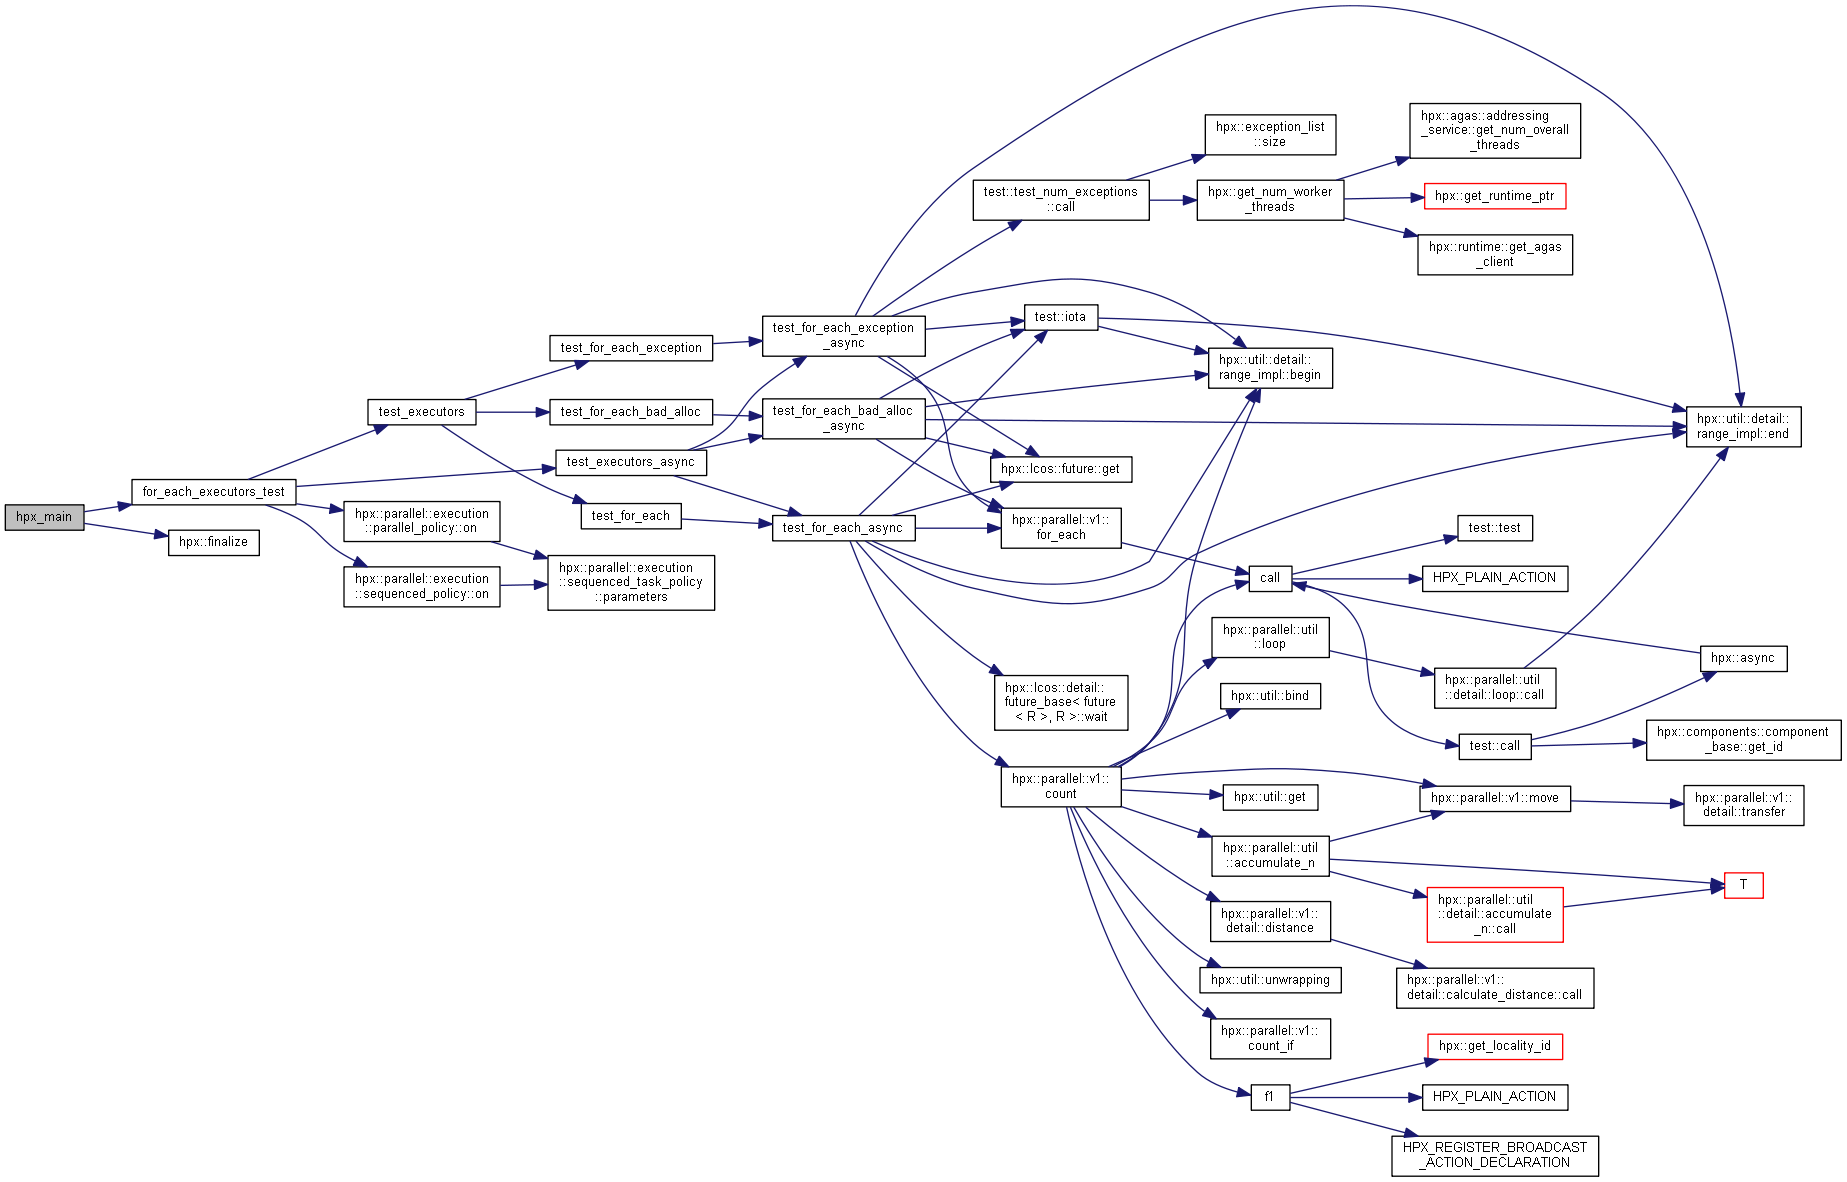 hpx_main
for_each_executors_test
hpx::finalize
test_executors
test_executors_async
hpx::parallel::execution
::parallel_policy::on
hpx::parallel::execution
::sequenced_policy::on
test_for_each_exception
test_for_each_bad_alloc
test_for_each
hpx::parallel::execution
::sequenced_task_policy
::parameters
test_for_each_exception
_async
test_for_each_bad_alloc
_async
test_for_each_async
test::test_num_exceptions
::call
test::iota
hpx::lcos::future::get
hpx::parallel::v1::
for_each
hpx::lcos::detail::
future_base< future
< R >, R >::wait
hpx::parallel::v1::
count
hpx::exception_list
::size
hpx::get_num_worker
_threads
hpx::util::detail::
range_impl::begin
call
hpx::parallel::util
::loop
hpx::util::bind
hpx::util::get
hpx::parallel::util
::accumulate_n
hpx::parallel::v1::
detail::distance
hpx::util::unwrapping
hpx::parallel::v1::
count_if
f1
hpx::agas::addressing
_service::get_num_overall
_threads
hpx::get_runtime_ptr
hpx::runtime::get_agas
_client
test::test
HPX_PLAIN_ACTION
hpx::parallel::util
::detail::loop::call
test::call
hpx::parallel::v1::move
hpx::parallel::util
::detail::accumulate
_n::call
hpx::parallel::v1::
detail::calculate_distance::call
hpx::get_locality_id
HPX_PLAIN_ACTION
HPX_REGISTER_BROADCAST
_ACTION_DECLARATION
hpx::util::detail::
range_impl::end
hpx::async
hpx::components::component
_base::get_id
hpx::parallel::v1::
detail::transfer
T